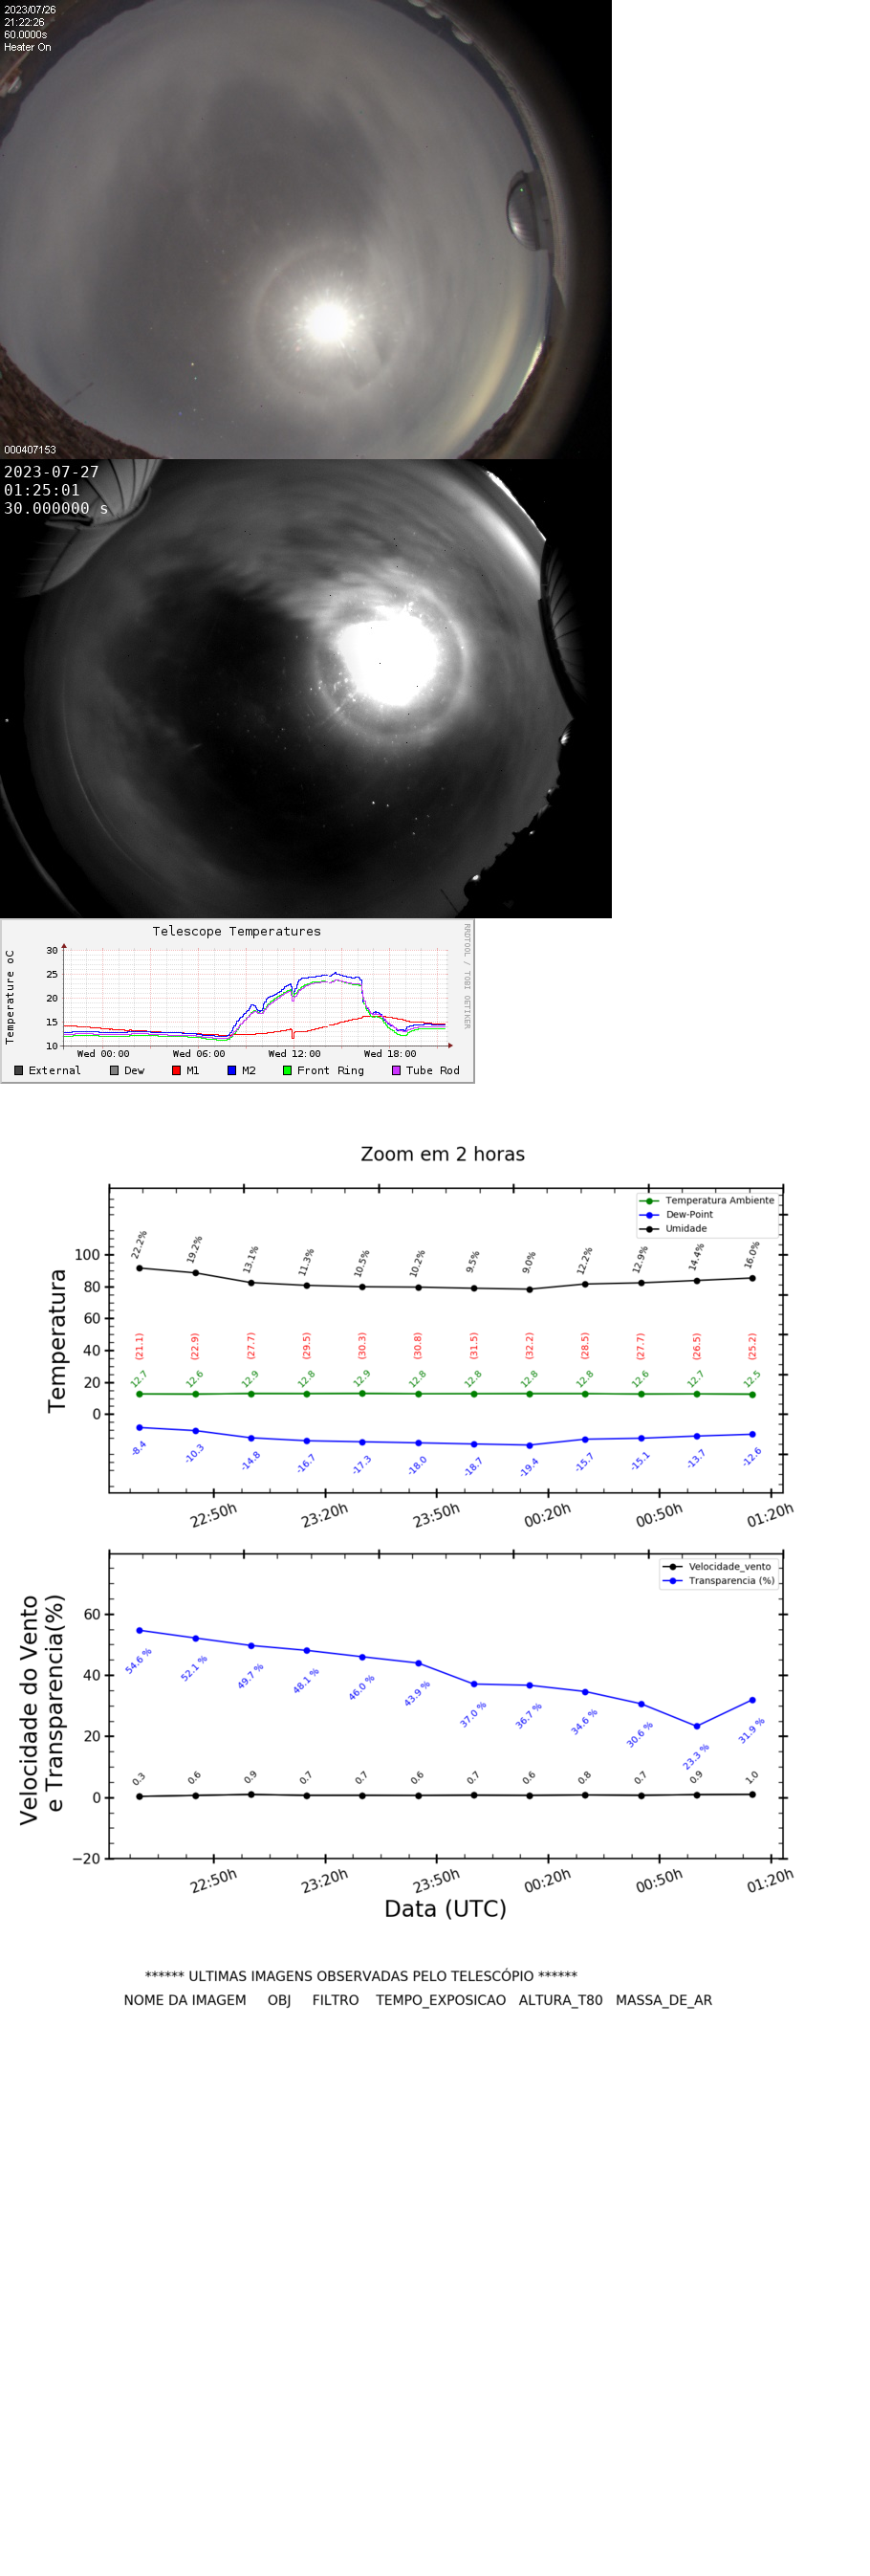 2023/07/26
21:22:26
60.0000s
Heater On
000407153
2023-07-27
01:25:01
30.000000 s
Telescope Temperatures
RRDTOOL / TOBI OETIKER
Temperature oC
30
25
20
15
10
Wed 00:00 Wed 06:00 Wed 12:00 Wed 18:00
External Dew M1 M2 Front Ring Tube Rod
Zoom em 2 horas
Temperatura Ambiente
Dew-Point
Umidade
Temperatura
100
80
60
40
20
0
22.2% 19.2% 13.1% 11.3% 10.5% 10.2% 9.5% 9.0% 12.2% 12.9% 14.4% 16.0%
(21.1) (22.9) (27.7) (29.5) (30.3) (30.8) (31.5) (32.2) (28.5) (27.7) (26.5) (25.2)
12.7 12.6 12.9 12.8 12.9 12.8 12.8 12.8 12.8 12.6 12.7 12.5
-8.4 -10.3 -14.8 -16.7 -17.3 -18.0 -18.7 -19.4 -15.7 -15.1 -13.7 -12.6
22:50h 23:20h 23:50h 00:20h 00:50h 01:20h
Velocidade_vento
Transparencia (%)
Velocidade do Vento
e Transparencia(%)
60
40
20
0
−20
54.6 % 52.1 % 49.7 % 48.1 % 46.0 % 43.9 % 37.0 % 36.7 % 34.6 % 30.6 % 23.3 % 31.9 %
0.3 0.6 0.9 0.7 0.7 0.6 0.7 0.6 0.8 0.7 0.9 1.0
22:50h 23:20h 23:50h 00:20h 00:50h 01:20h
Data (UTC)
****** ULTIMAS IMAGENS OBSERVADAS PELO TELESCÓPIO ******
NOME DA IMAGEM OBJ FILTRO TEMPO_EXPOSICAO ALTURA_T80 MASSA_DE_AR